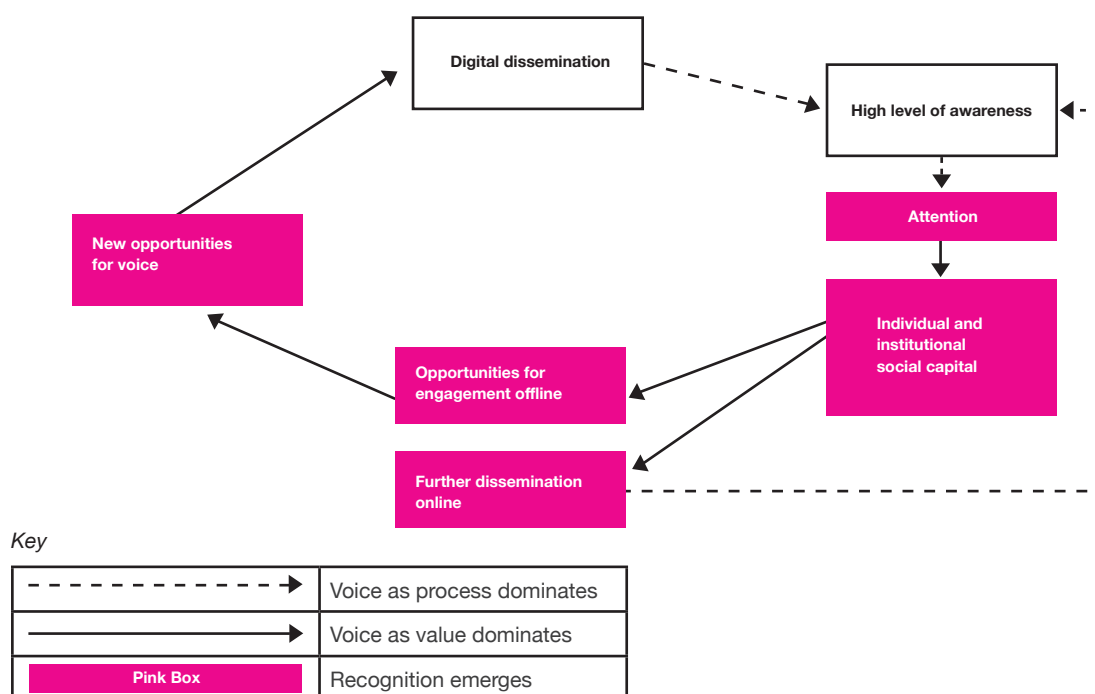 Digital dissemination
High level of awareness
Attention
New opportunities
for voice
Individual and
institutional
social capital
Opportunities for
engagement offline
Further dissemination
online
Key
Voice as process dominates
Voice as value dominates
Pink Box
Recognition emerges